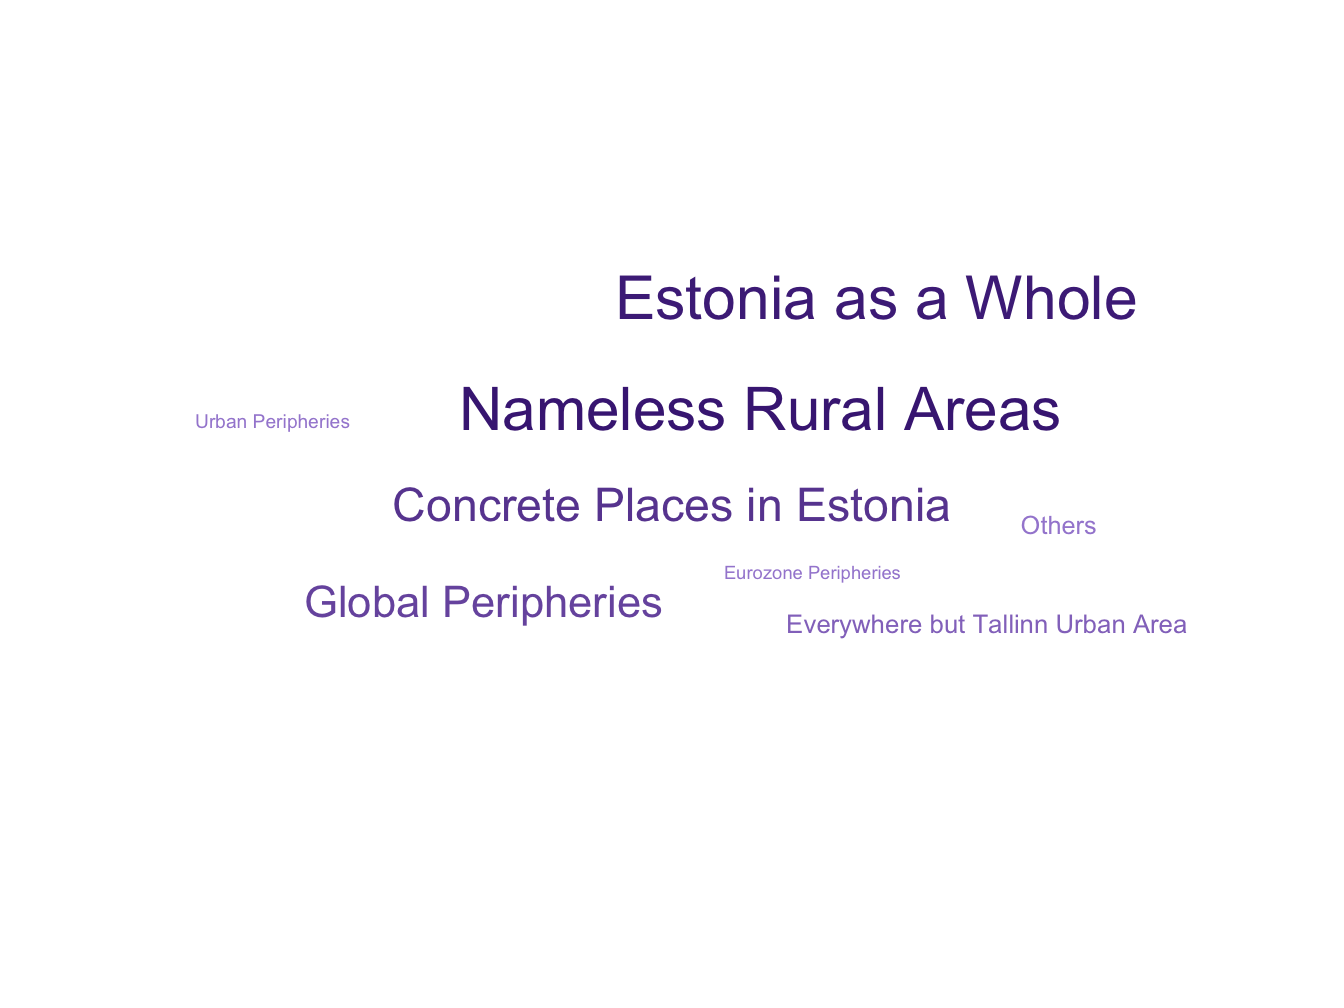 Estonia as a Whole
Nameless Rural Areas
Urban Peripheries
Concrete Places in Estonia
Others
Eurozone Peripheries
Global Peripheries
Everywhere but Tallinn Urban Area